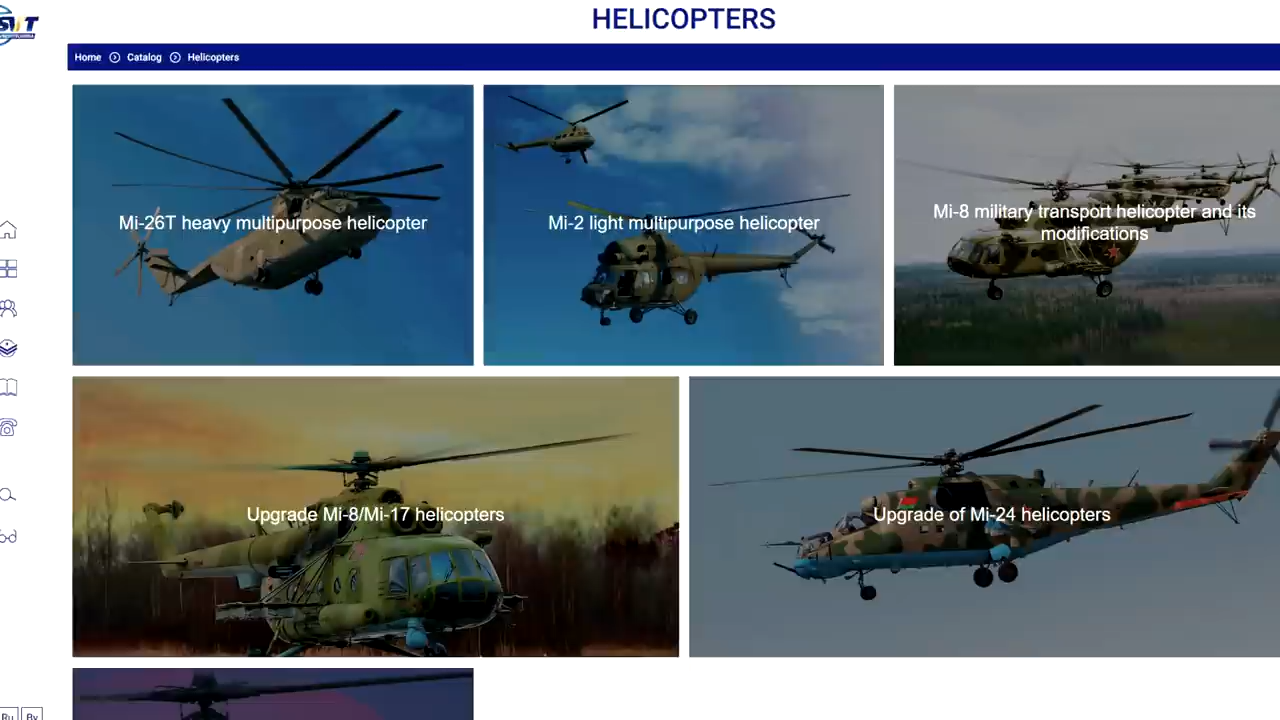 HELICOPTERS
Home
Catalog
Helicopters
Mi-26T heavy multipurpose helicopter
Mi-2 light multipurpose helicopter
Mi-8 military transport helicopter and its
modifications
Upgrade Mi-8/Mi-17 helicopters
Upgrade of Mi-24 helicopters
Ru
By